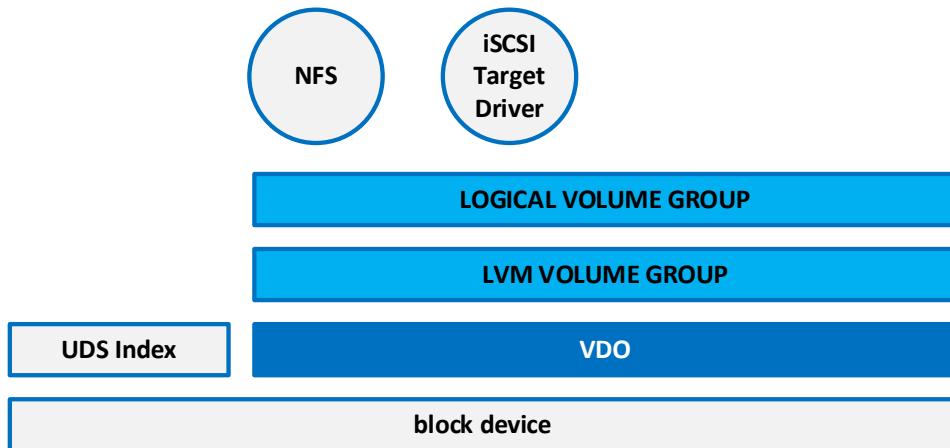 NFS
iSCSI
Target
Driver
LOGICAL VOLUME GROUP
LVM VOLUME GROUP
UDS Index
VDO
block device